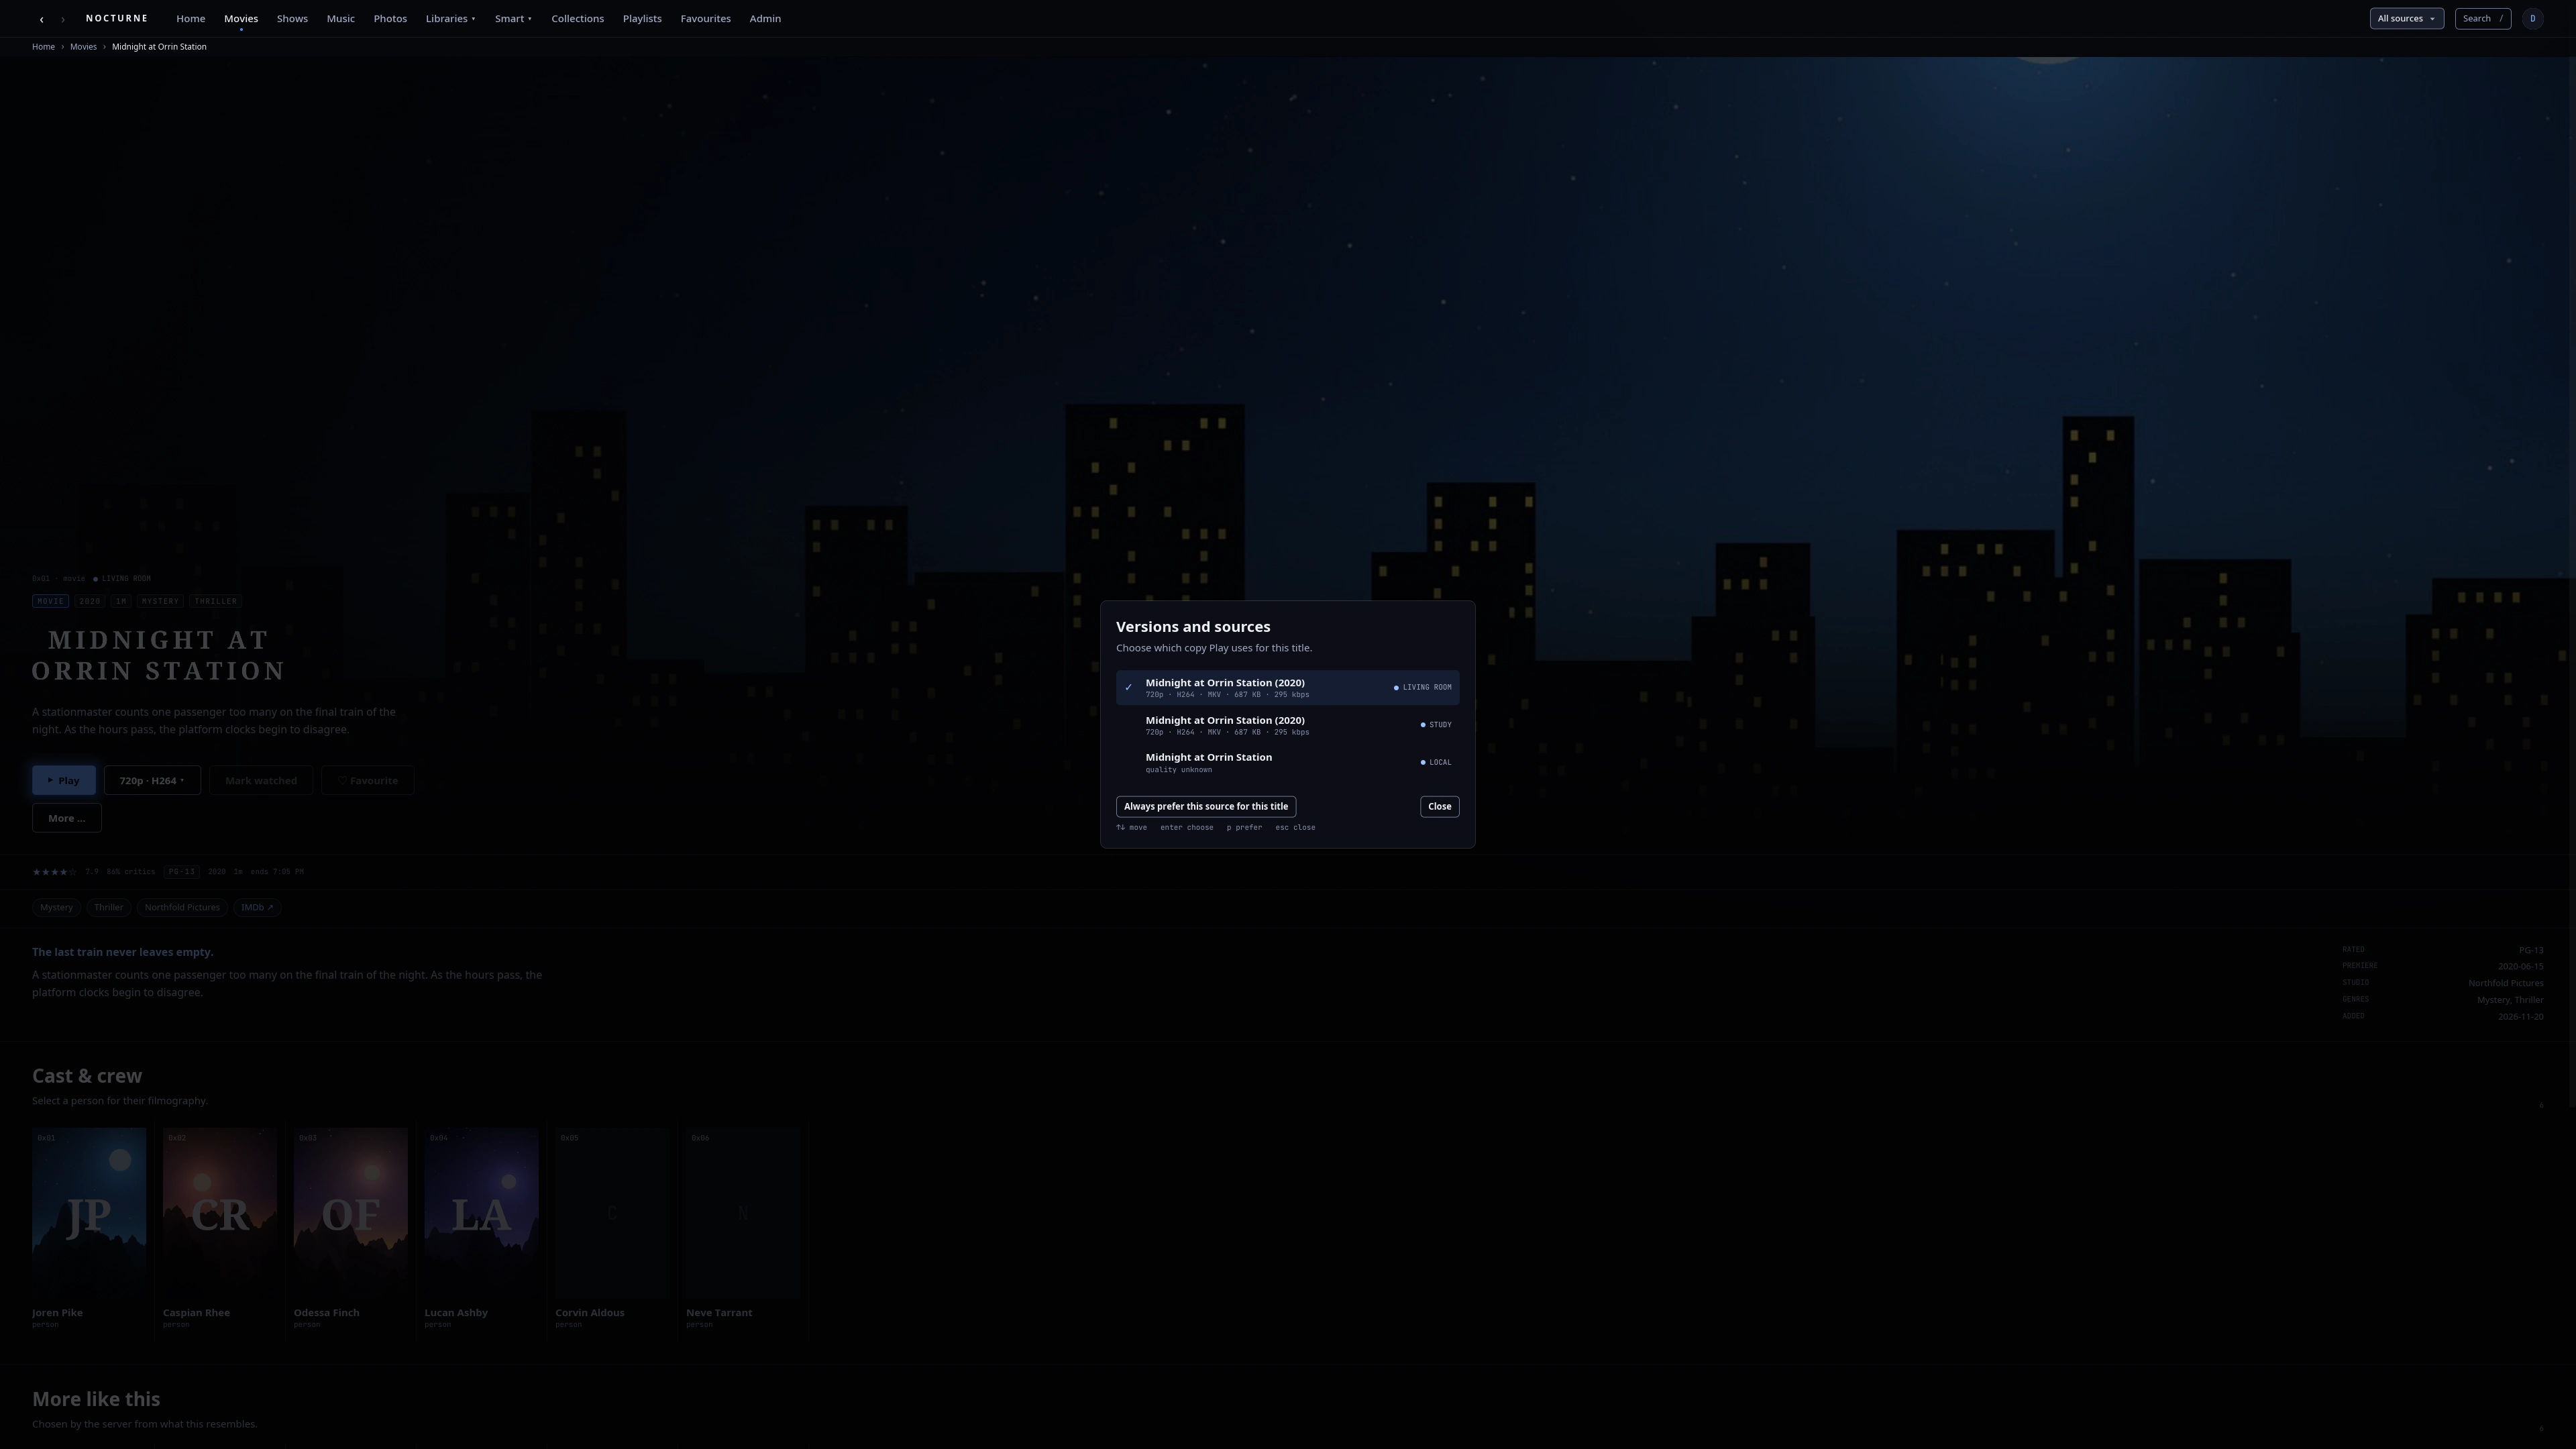 ‹ › NOCTURNE Home Movies Shows Music Photos Libraries ▾ Smart ▾ Collections Playlists Favourites Admin All sources Search / D
Home › Movies › Midnight at Orrin Station
0x01 · movie ● LIVING ROOM
MOVIE 2020 1M MYSTERY THRILLER
MIDNIGHT AT
ORRIN STATION
A stationmaster counts one passenger too many on the final train of the
night. As the hours pass, the platform clocks begin to disagree.
▶ Play 720p · H264 ▾ Mark watched ♡ Favourite
More ...
Versions and sources
Choose which copy Play uses for this title.
✓ Midnight at Orrin Station (2020) ● LIVING ROOM
720p · H264 · MKV · 687 KB · 295 kbps
Midnight at Orrin Station (2020) ● STUDY
720p · H264 · MKV · 687 KB · 295 kbps
Midnight at Orrin Station ● LOCAL
quality unknown
Always prefer this source for this title Close
↑↓ move enter choose p prefer esc close
★★★★☆ 7.9 critics PG-13 2020 1m ends 7:05 PM
Mystery Thriller Northfold Pictures IMDb ↗
The last train never leaves empty.
A stationmaster counts one passenger too many on the final train of the night. As the hours pass, the
platform clocks begin to disagree.
RATED PG-13
PREMIERE 2020-06-15
STUDIO Northfold Pictures
GENRES Mystery, Thriller
ADDED 2026-11-20
Cast & crew
Select a person for their filmography.
6
0x01 0x02 0x03 0x04 0x05 0x06
JP CR OF LA C N
Joren Pike Caspian Rhee Odessa Finch Lucan Ashby Corvin Aldous Neve Tarrant
person person person person person person
More like this
Chosen by the server from what this resembles.